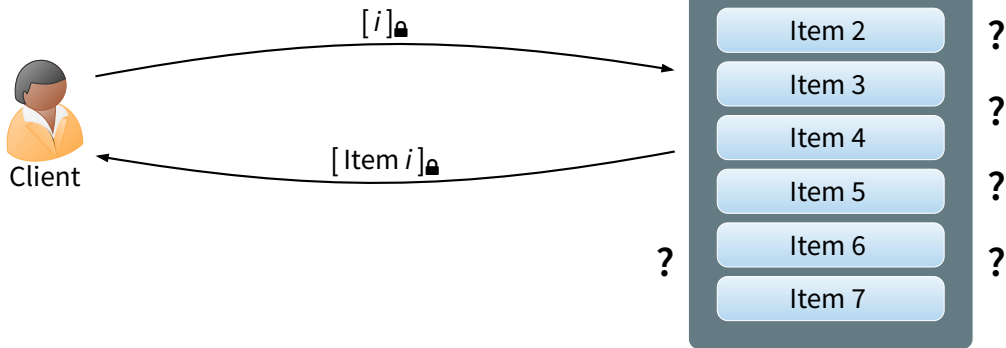 [ i ]
Item 2
?
Item 3
?
Item 4
[ Item i ]
Client
Item 5
?
Item 6
?
?
Item 7